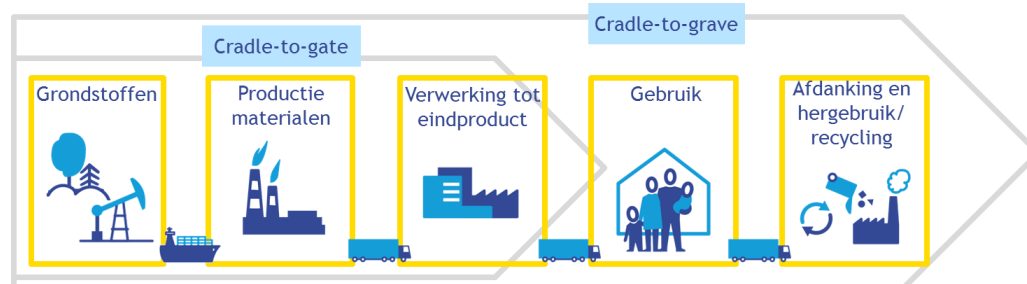 Cradle-to-grave
Cradle-to-gate
Grondstoffen
Productie
materialen
Verwerking tot
eindproduct
Gebruik
Afdanking en
hergebruik/
recycling